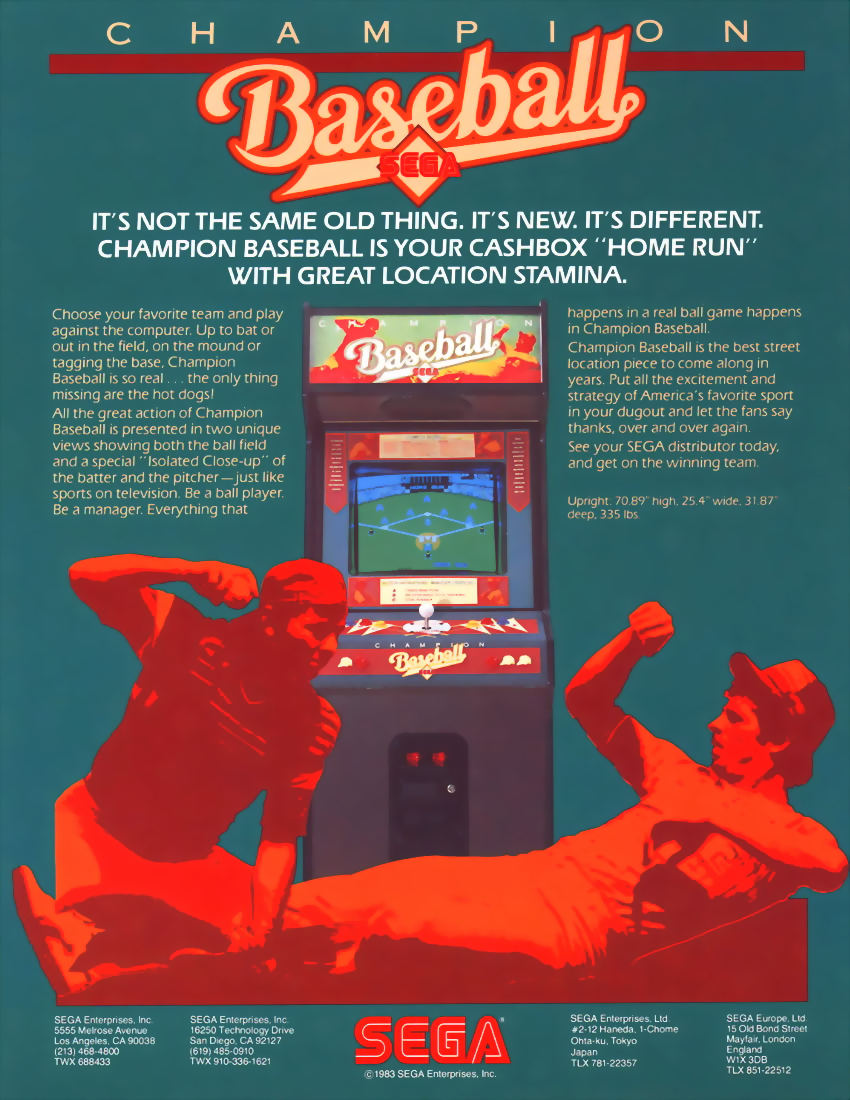 CHAMPION
Baseball
SEGA
IT'S NOT THE SAME OLD THING. IT'S NEW. IT'S DIFFERENT.
CHAMPION BASEBALL IS YOUR CASHBOX "HOME RUN"
WITH GREAT LOCATION STAMINA.
Choose your favorite team and play
against the computer. Up to bat or
out in the field, on the mound or
tagging the base, Champion
Baseball is so real . . . the only thing
missing are the hot dogs!
All the great action of Champion
Baseball is presented in two unique
views showing both the ball field
and a special "Isolated Close-up" of
the batter and the pitcher—just like
sports on television. Be a ball player.
Be a manager. Everything that
happens in a real ball game happens
in Champion Baseball.
Champion Baseball is the best street
location piece to come along in
years. Put all the excitement and
strategy of America's favorite sport
in your dugout and let the fans say
thanks, over and over again.
See your SEGA distributor today,
and get on the winning team.
Upright: 70.89" high, 25.4" wide, 31.87"
deep, 335 lbs.
CHAMPION
Baseball
SEGA
CHAMPION
Baseball
SEGA
SEGA Enterprises, Inc.
5555 Melrose Avenue
Los Angeles, CA 90038
(213) 468-4800
TWX 688433
SEGA Enterprises, Inc.
16250 Technology Drive
San Diego, CA 92127
(619) 485-0910
TWX 910-336-1621
SEGA®
©1983 SEGA Enterprises, Inc.
SEGA Enterprises, Ltd.
#2-12 Haneda, 1-Chome
Ohta-ku, Tokyo
Japan
TLX 781-22357
SEGA Europe, Ltd.
15 Old Bond Street
Mayfair, London
England
W1X 3DB
TLX 851-22512